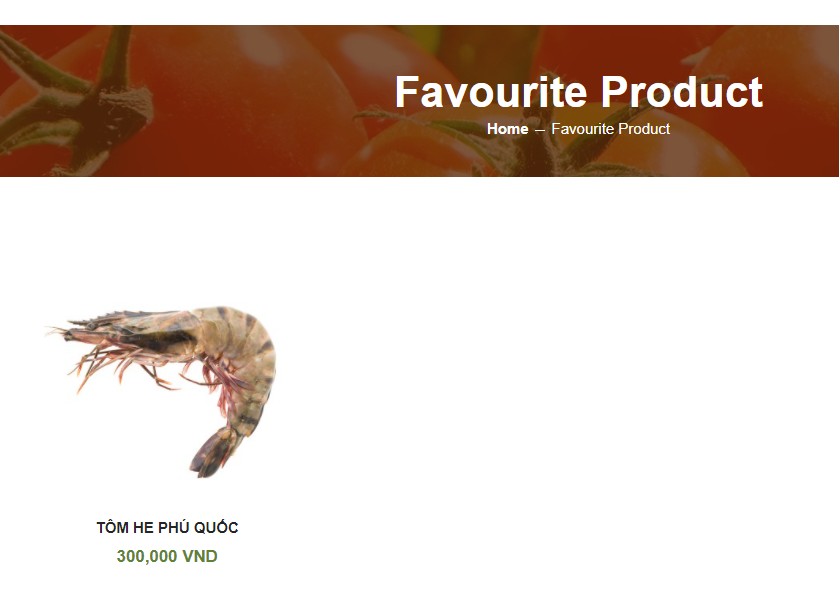 Favourite Product
Home — Favourite Product
TÔM HE PHÚ QUỐC
300,000 VND